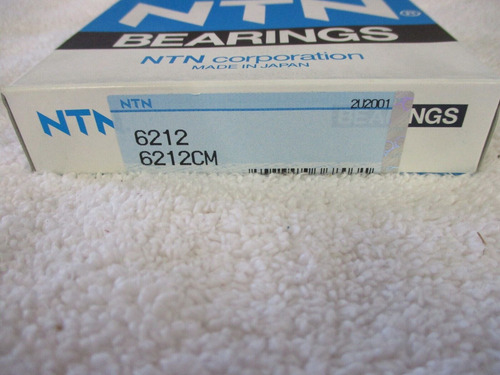 NTN®
BEARINGS
NTN corporation
MADE IN JAPAN
NTN
NTN 2U2001
BEARINGS
6212
6212CM